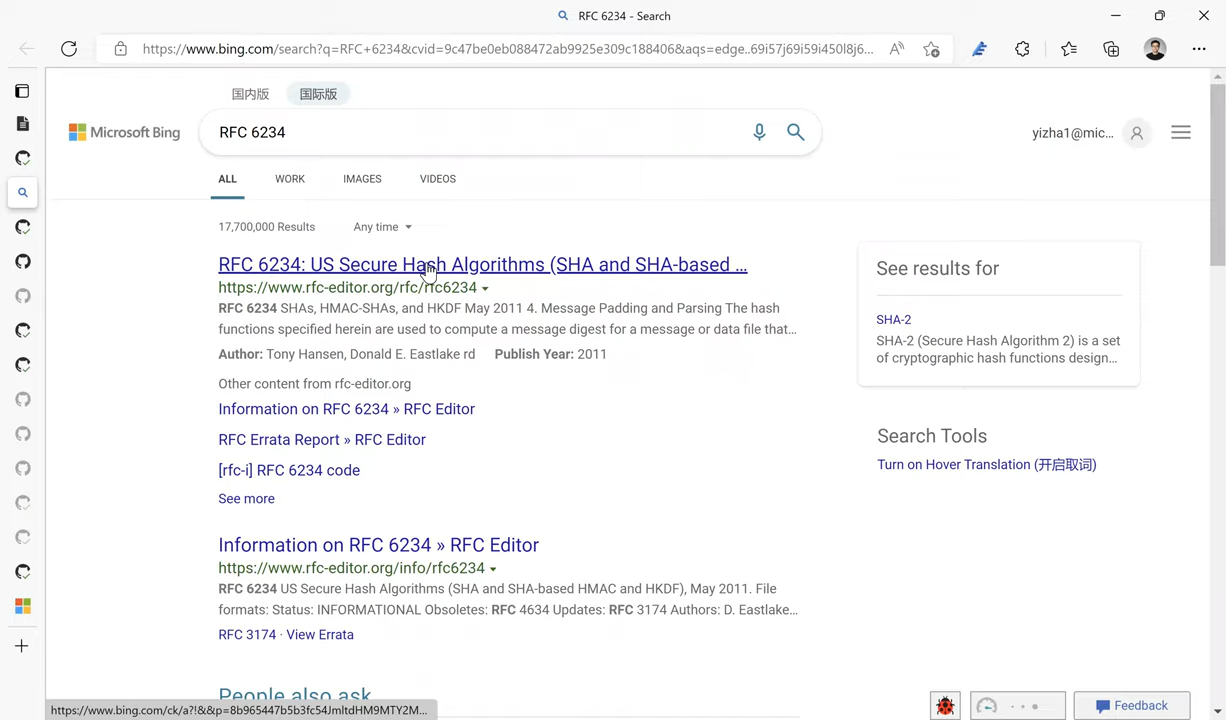 RFC 6234 - Search
https://www.bing.com/search?q=RFC+6234&cvid=9c47be0eb088472ab9925e309c188406&aqs=edge..69i57j69i59i450l8j6...
国内版 国际版
Microsoft Bing
RFC 6234
yizha1@mic...
ALL WORK IMAGES VIDEOS
17,700,000 Results Any time
RFC 6234: US Secure Hash Algorithms (SHA and SHA-based ...
https://www.rfc-editor.org/rfc/rfc6234
RFC 6234 SHAs, HMAC-SHAs, and HKDF May 2011 4. Message Padding and Parsing The hash
functions specified herein are used to compute a message digest for a message or data file that...
Author: Tony Hansen, Donald E. Eastlake rd Publish Year: 2011
Other content from rfc-editor.org
Information on RFC 6234 » RFC Editor
RFC Errata Report » RFC Editor
[rfc-i] RFC 6234 code
See more
Information on RFC 6234 » RFC Editor
https://www.rfc-editor.org/info/rfc6234
RFC 6234 US Secure Hash Algorithms (SHA and SHA-based HMAC and HKDF), May 2011. File
formats: Status: INFORMATIONAL Obsoletes: RFC 4634 Updates: RFC 3174 Authors: D. Eastlake...
RFC 3174 · View Errata
People also ask
See results for
SHA-2
SHA-2 (Secure Hash Algorithm 2) is a set
of cryptographic hash functions design...
Search Tools
Turn on Hover Translation (开启取词)
https://www.bing.com/ck/a?!&&p=8b965447b5b3fc54JmltdHM9MTY2M...
Feedback